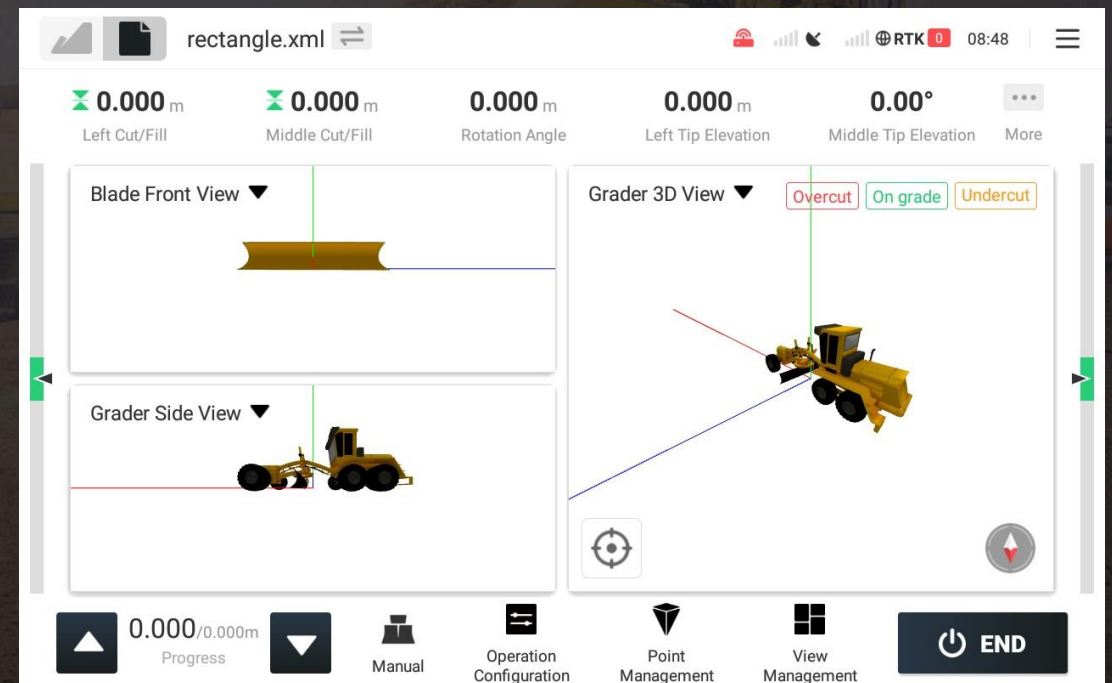 rectangle.xml
RTK 0 08:48
0.000 m
Left Cut/Fill
0.000 m
Middle Cut/Fill
0.000 m
Rotation Angle
0.000 m
Left Tip Elevation
0.00°
Middle Tip Elevation
More
Blade Front View
Grader 3D View
Overcut On grade Undercut
Grader Side View
0.000/0.000m
Progress
Manual
Operation
Configuration
Point
Management
View
Management
END